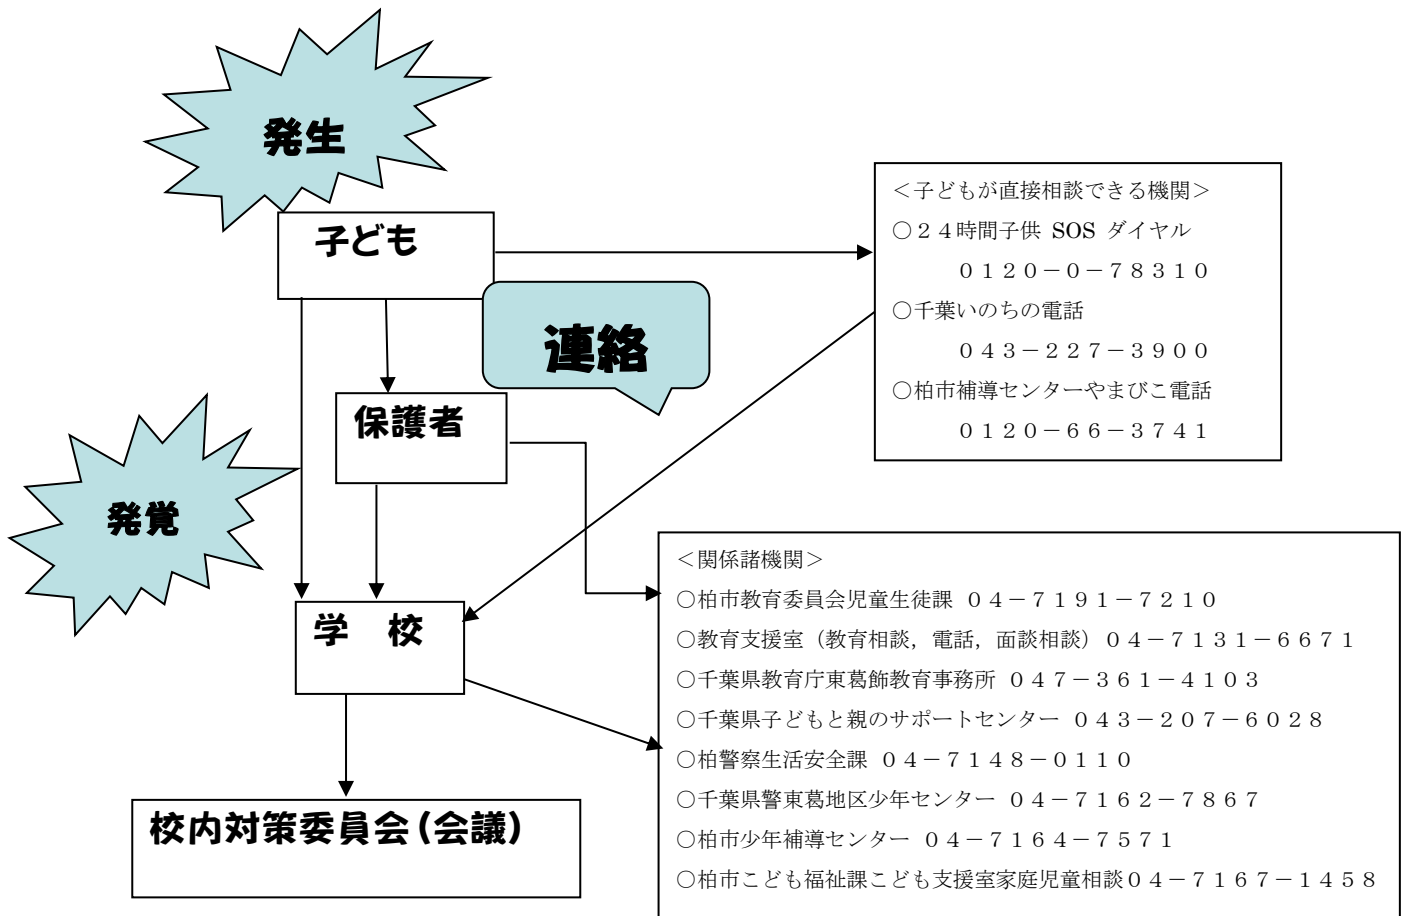 発生
子ども
＜子どもが直接相談できる機関＞
○２４時間子供 SOS ダイヤル
０１２０－０－７８３１０
○千葉いのちの電話
０４３－２２７－３９００
○柏市補導センターやまびこ電話
０１２０－６６－３７４１
連絡
保護者
発覚
学　校
＜関係諸機関＞
○柏市教育委員会児童生徒課 ０４－７１９１－７２１０
○教育支援室（教育相談，電話，面談相談）０４－７１３１－６６７１
○千葉県教育庁東葛飾教育事務所 ０４７－３６１－４１０３
○千葉県子どもと親のサポートセンター ０４３－２０７－６０２８
○柏警察生活安全課 ０４－７１４８－０１１０
○千葉県警東葛地区少年センター ０４－７１６２－７８６７
○柏市少年補導センター ０４－７１６４－７５７１
○柏市こども福祉課こども支援室家庭児童相談０４－７１６７－１４５８
校内対策委員会（会議）